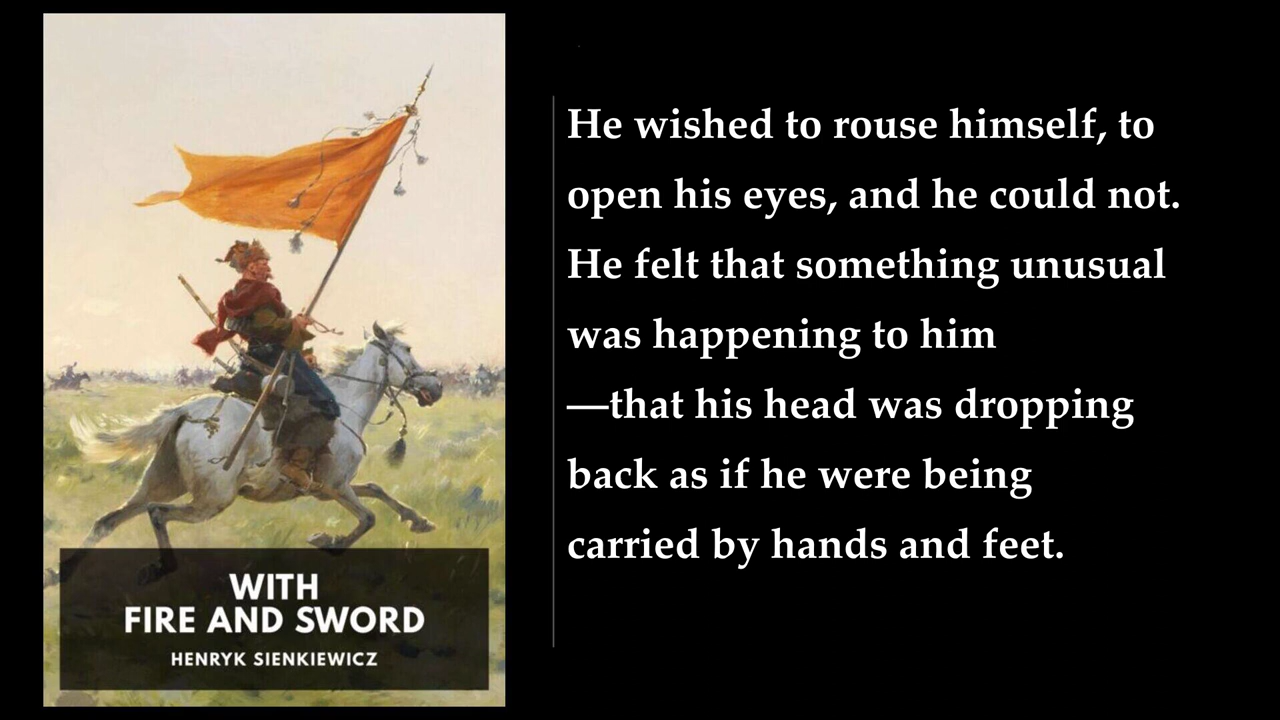 WITH
FIRE AND SWORD
HENRYK SIENKIEWICZ
He wished to rouse himself, to
open his eyes, and he could not.
He felt that something unusual
was happening to him
—that his head was dropping
back as if he were being
carried by hands and feet.